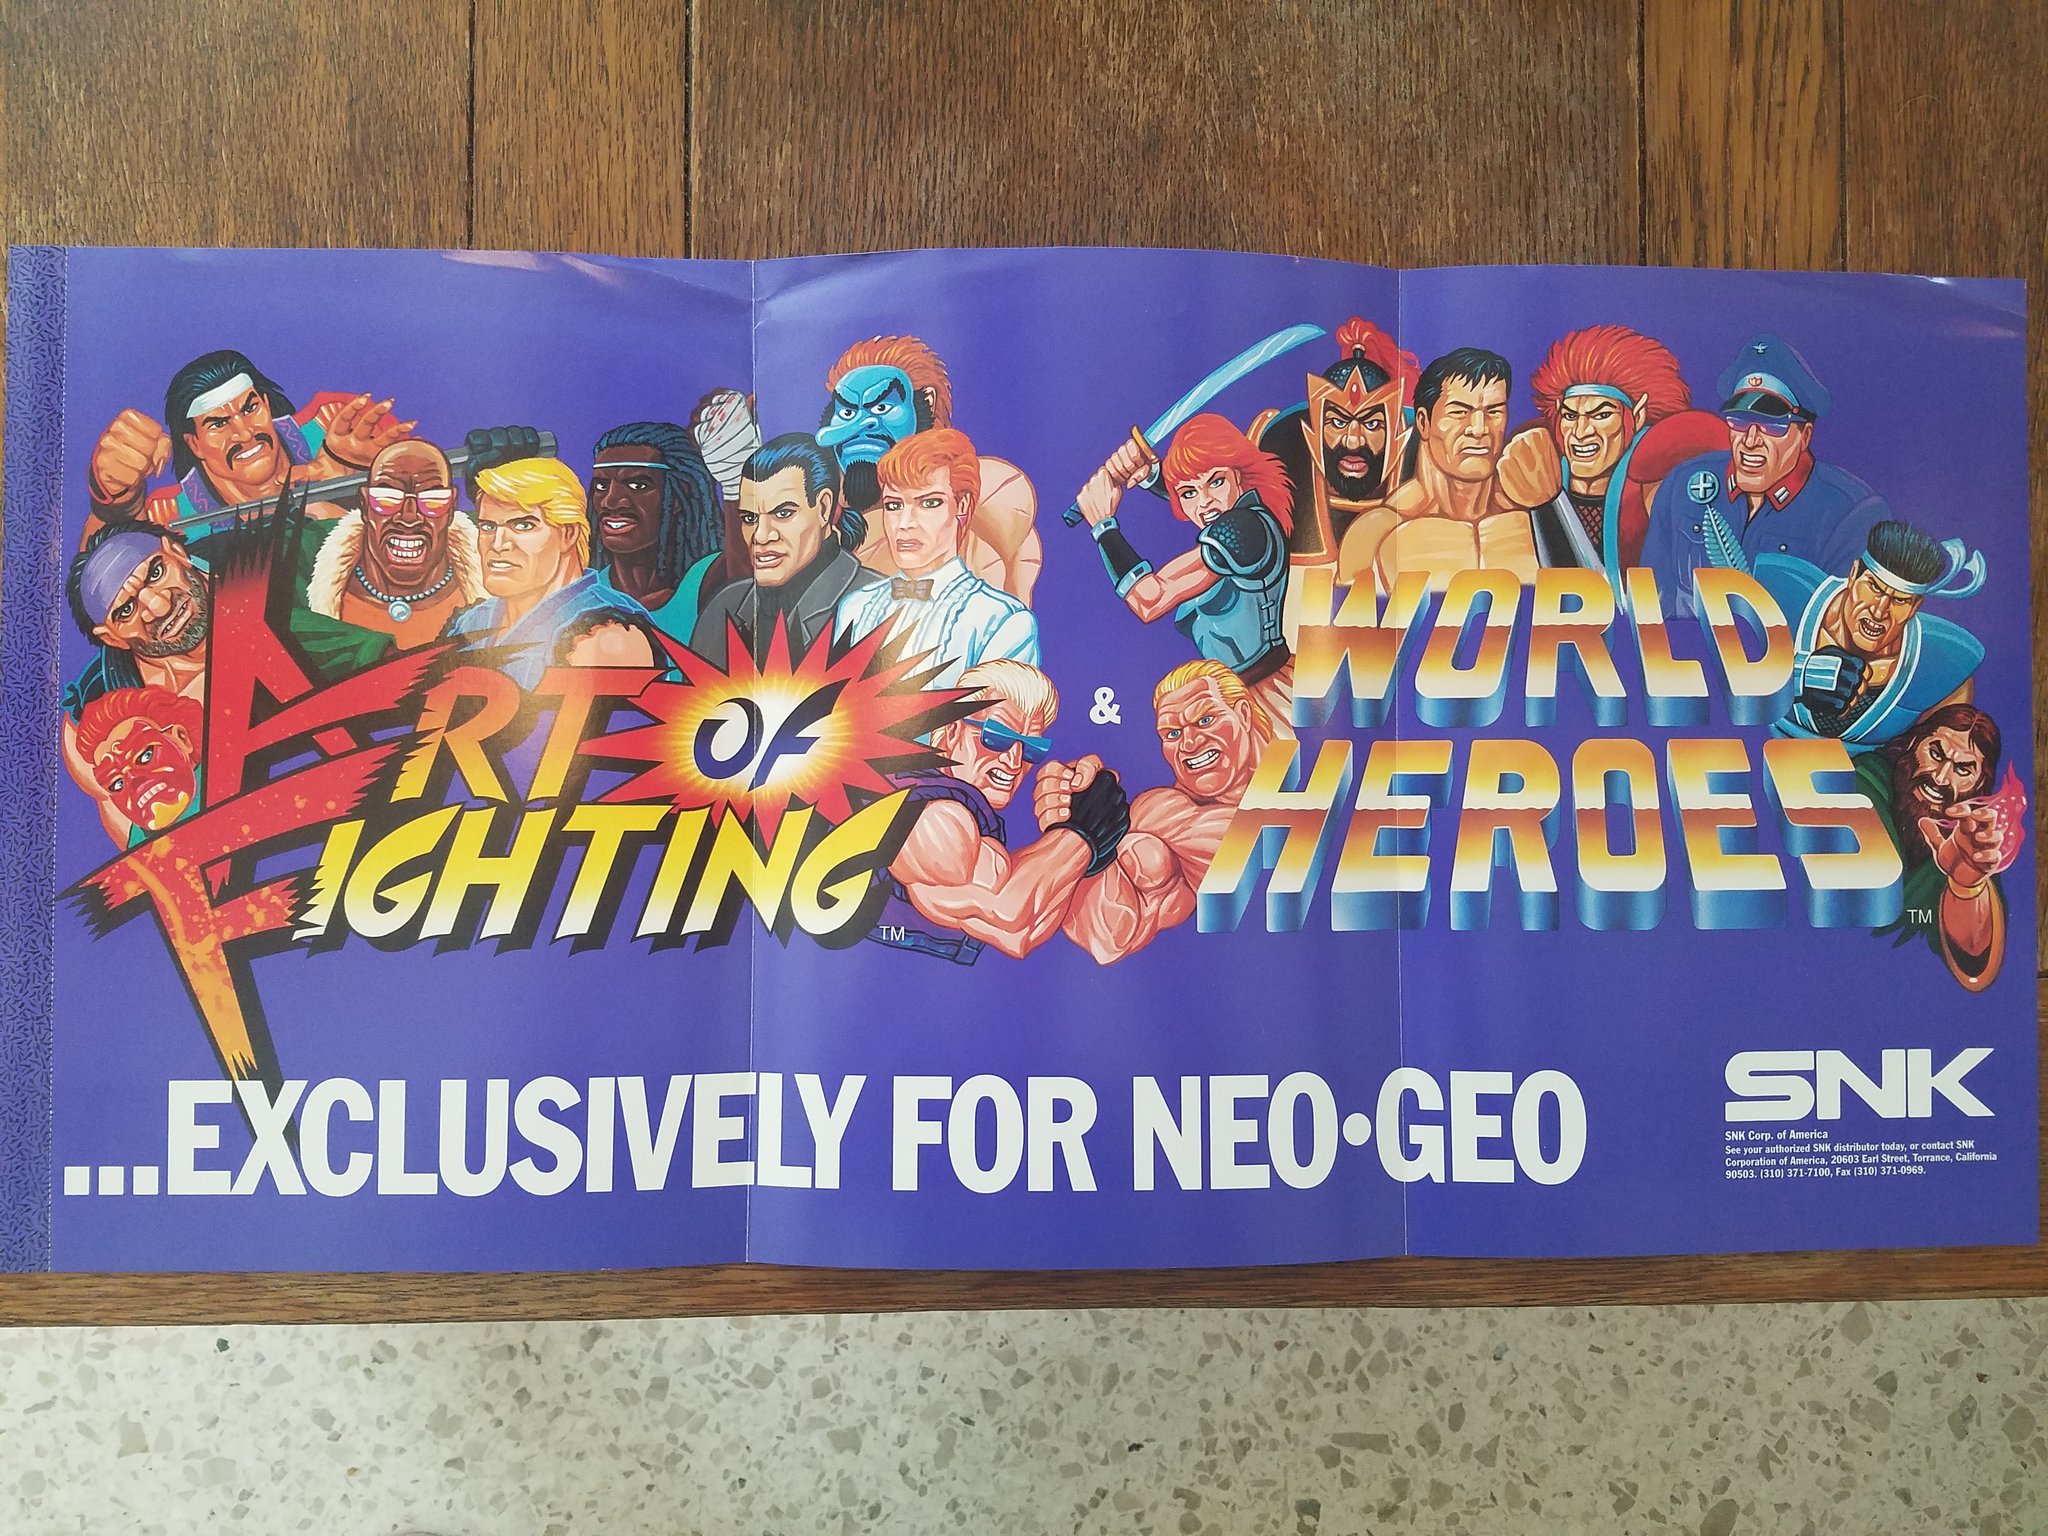 ART OF
FIGHTING
TM
&
WORLD
HEROES
TM
...EXCLUSIVELY FOR NEO•GEO
SNK
SNK Corp. of America
See your authorized SNK distributor today, or contact SNK
Corporation of America, 20603 Earl Street, Torrance, California
90503. (310) 371-7100, Fax (310) 371-0969.